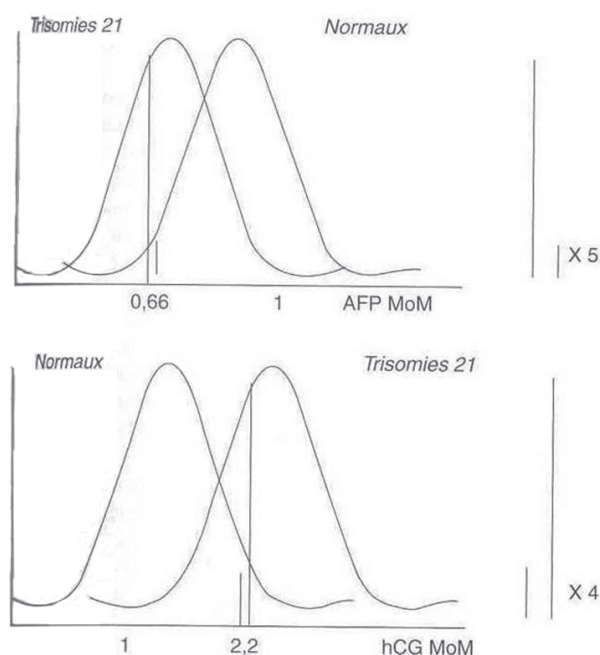 Trisomies 21 Normaux
X 5
0,66 1 AFP MoM
Normaux Trisomies 21
X 4
1 2,2 hCG MoM